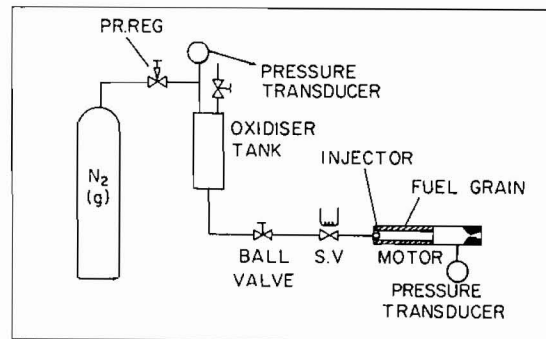 PR.REG
PRESSURE
TRANSDUCER
OXIDISER
TANK
N2
(g)
INJECTOR
FUEL GRAIN
BALL
VALVE
S.V
MOTOR
PRESSURE
TRANSDUCER